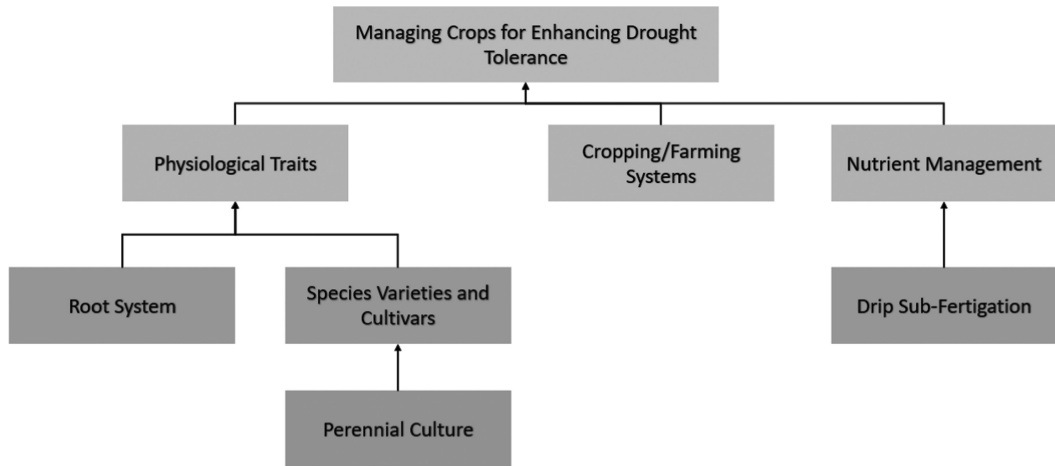 Managing Crops for Enhancing Drought
Tolerance
Physiological Traits
Cropping/Farming
Systems
Nutrient Management
Root System
Species Varieties and
Cultivars
Drip Sub-Fertigation
Perennial Culture